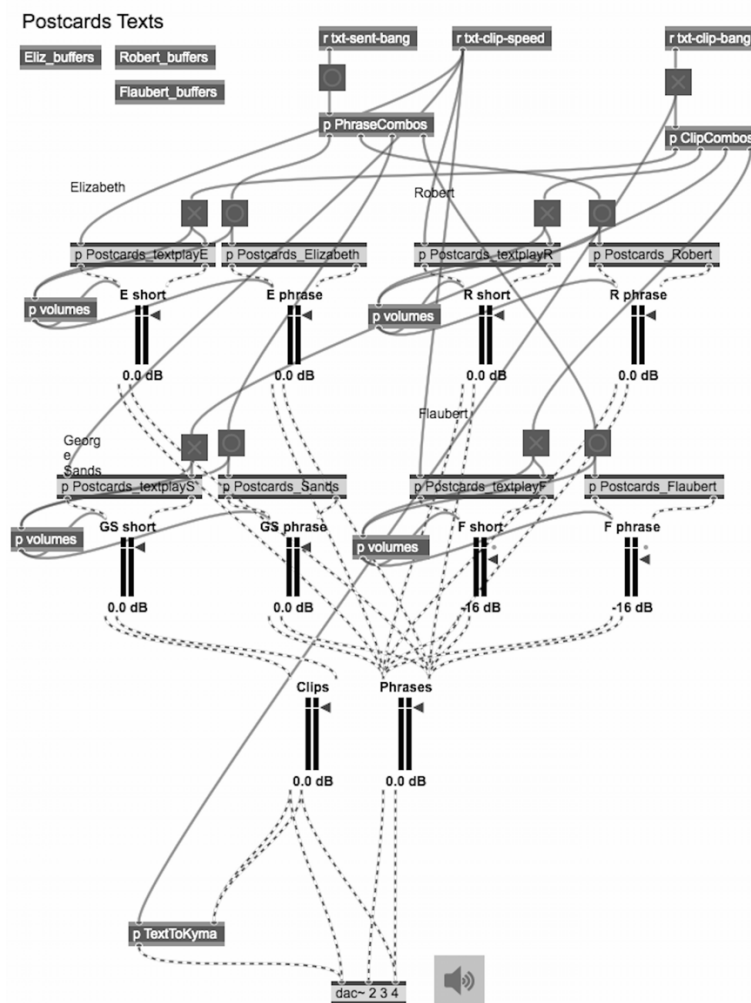 Postcards Texts
r txt-sent-bang
r txt-clip-speed
r txt-clip-bang
Eliz_buffers
Robert_buffers
Flaubert_buffers
p PhraseCombos
p ClipCombos
Elizabeth
Robert
p Postcards_textplayE
p Postcards_Elizabeth
p Postcards_textplayR
p Postcards_Robert
p volumes
E short
E phrase
p volumes
R short
R phrase
0.0 dB
0.0 dB
0.0 dB
0.0 dB
Georg
e
Sands
Flaubert
p Postcards_textplayS
p Postcards_Sands
p Postcards_textplayF
p Postcards_Flaubert
p volumes
GS short
GS phrase
p volumes
F short
F phrase
0.0 dB
0.0 dB
-16 dB
-16 dB
Clips
Phrases
0.0 dB
0.0 dB
p TextToKyma
dac~ 2 3 4